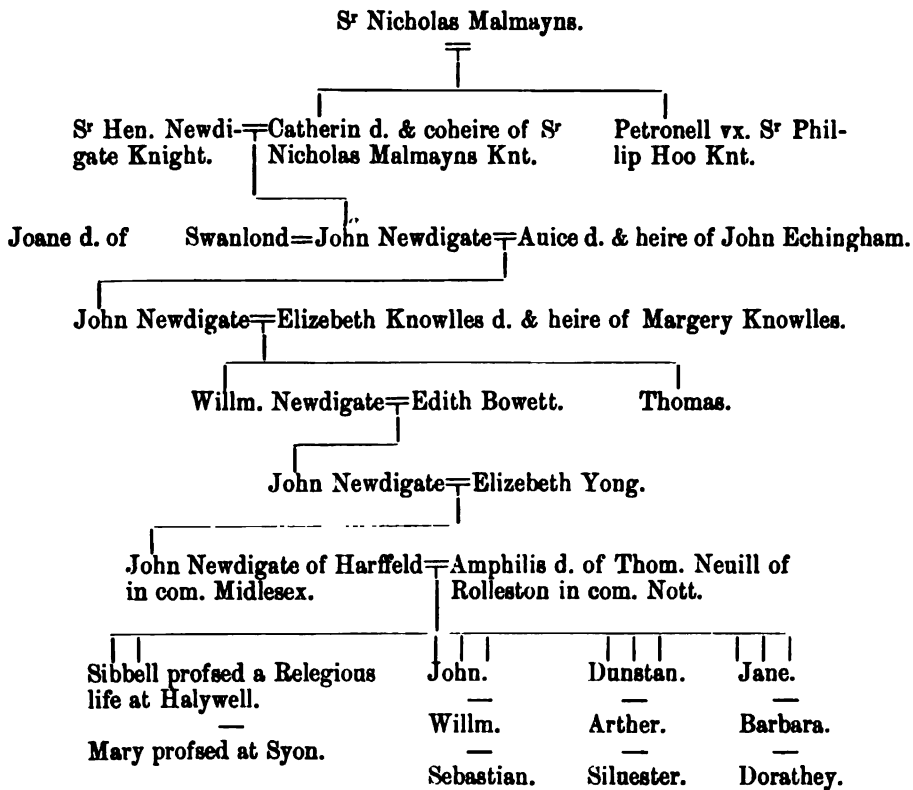 Sʳ Nicholas Malmayns.
Sʳ Hen. Newdi-
gate Knight.
Catherin d. & coheire of Sʳ
Nicholas Malmayns Knt.
Petronell vx. Sʳ Phil-
lip Hoo Knt.
Joane d. of Swanlond=John Newdigate=Auice d. & heire of John Echingham.
John Newdigate=Elizebeth Knowlles d. & heire of Margery Knowlles.
Willm. Newdigate=Edith Bowett. Thomas.
John Newdigate=Elizebeth Yong.
John Newdigate of Harffeld
in com. Midlesex.
Amphilis d. of Thom. Neuill of
Rolleston in com. Nott.
Sibbell profsed a Relegious
life at Halywell.
Mary profsed at Syon.
John.
Willm.
Sebastian.
Dunstan.
Arther.
Siluester.
Jane.
Barbara.
Dorathey.